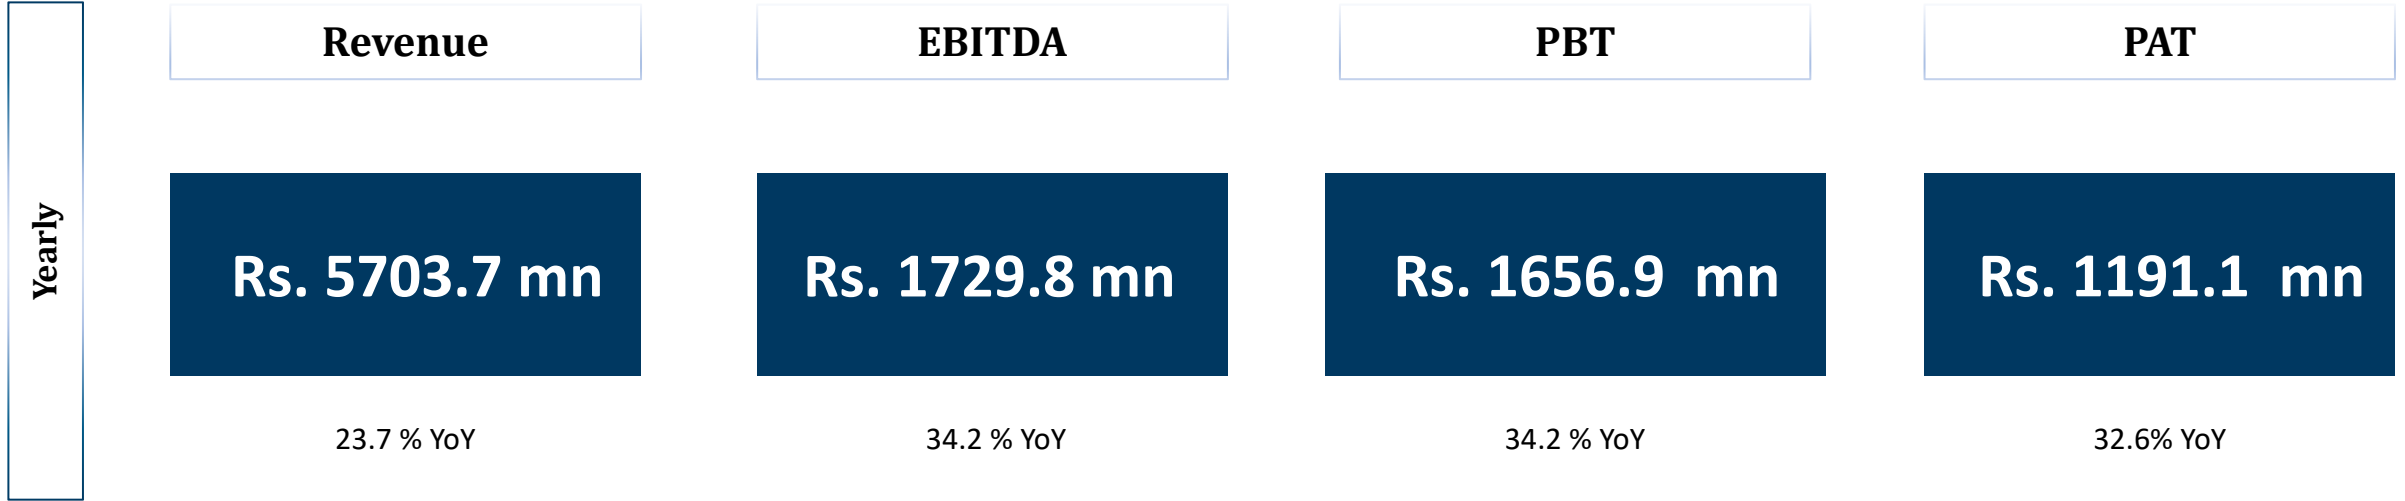 Yearly
Revenue
EBITDA
PBT
PAT
Rs. 5703.7 mn
Rs. 1729.8 mn
Rs. 1656.9  mn
Rs. 1191.1  mn
23.7 % YoY
34.2 % YoY
34.2 % YoY
32.6% YoY